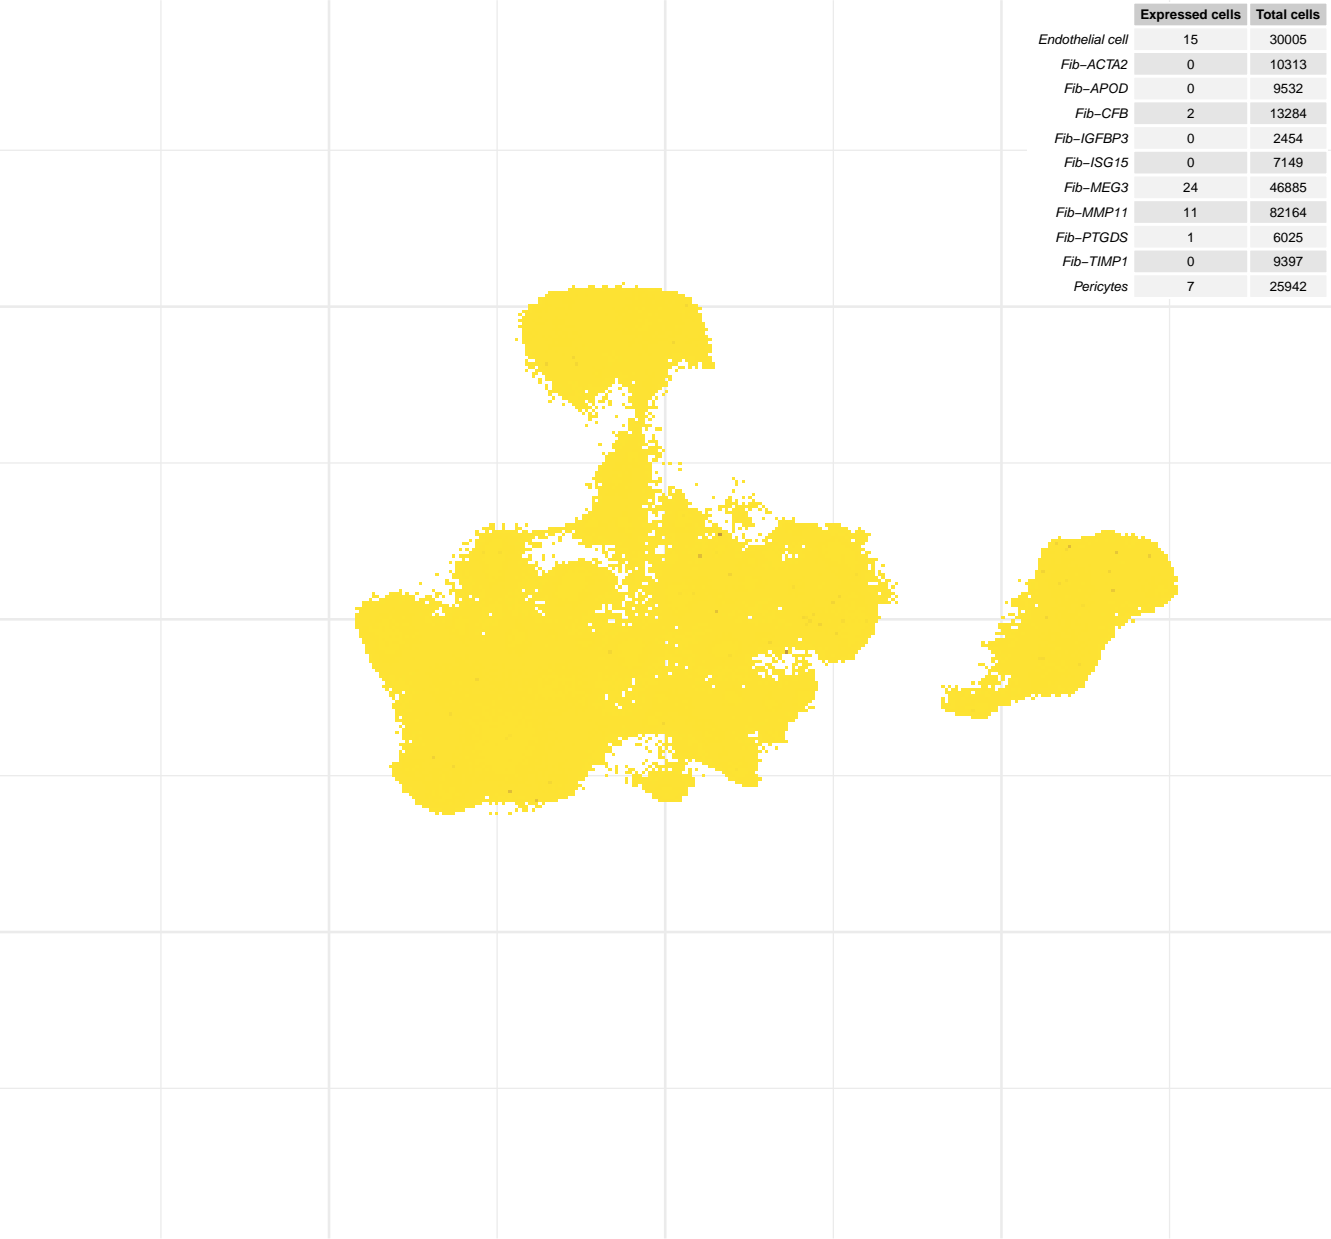 Expressed cells Total cells
Endothelial cell 15 30005
Fib−ACTA2 0 10313
Fib−APOD 0 9532
Fib−CFB 2 13284
Fib−IGFBP3 0 2454
Fib−ISG15 0 7149
Fib−MEG3 24 46885
Fib−MMP11 11 82164
Fib−PTGDS 1 6025
Fib−TIMP1 0 9397
Pericytes 7 25942